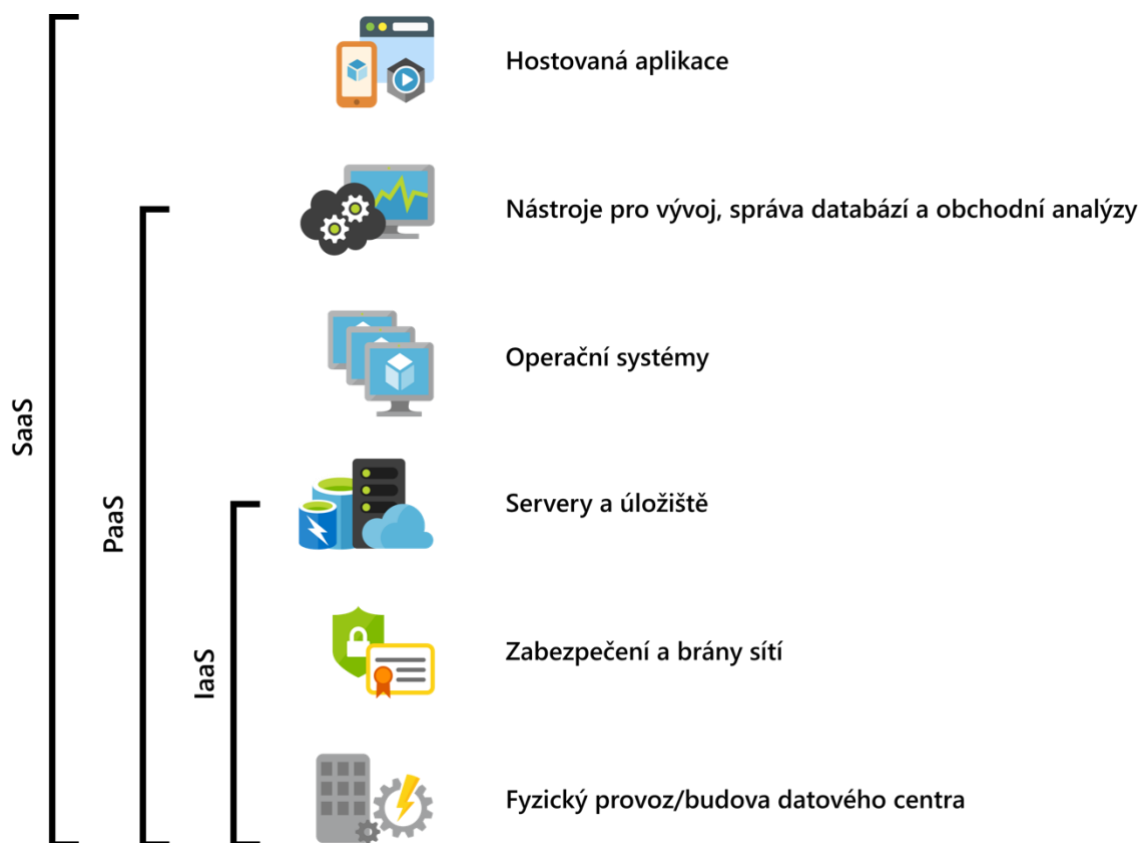 Hostovaná aplikace
Nástroje pro vývoj, správa databází a obchodní analýzy
Operační systémy
Servery a úložiště
Zabezpečení a brány sítí
Fyzický provoz/budova datového centra
SaaS
PaaS
IaaS